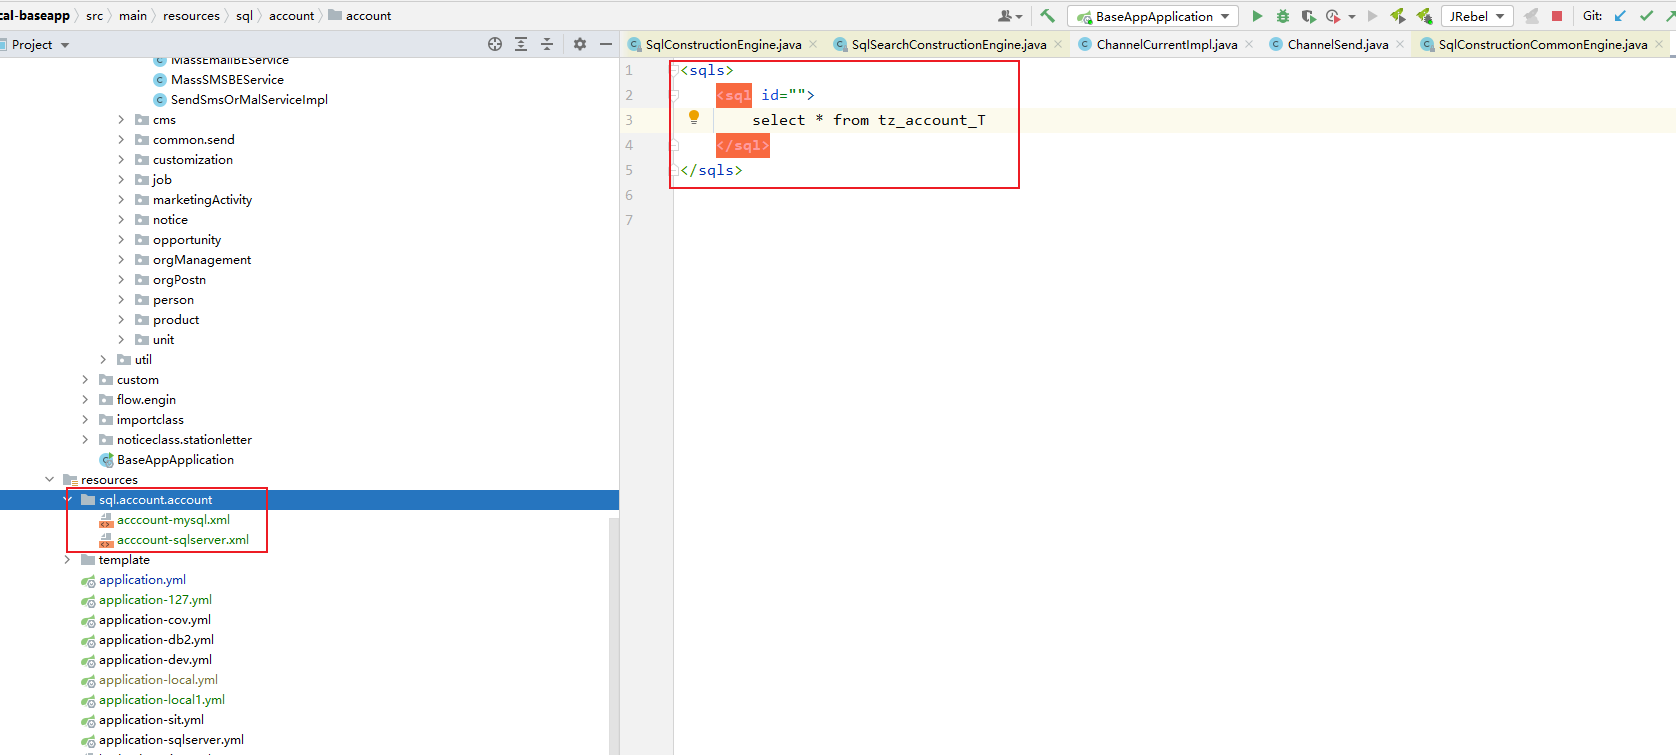 cal-baseapp src main resources sql account account BaseAppApplication JRebel Git:
Project
SqlConstructionEngine.java SqlSearchConstructionEngine.java ChannelCurrentImpl.java ChannelSend.java SqlConstructionCommonEngine.java
MassEmailBEService
MassSMSBEService
SendSmsOrMalServiceImpl
cms
common.send
customization
job
marketingActivity
notice
opportunity
orgManagement
orgPostn
person
product
unit
util
custom
flow.engin
importclass
noticeclass.stationletter
BaseAppApplication
resources
sql.account.account
acccount-mysql.xml
acccount-sqlserver.xml
template
application.yml
application-127.yml
application-cov.yml
application-db2.yml
application-dev.yml
application-local.yml
application-local1.yml
application-sit.yml
application-sqlserver.yml
1 <sqls>
2 <sql id="">
3 select * from tz_account_T
4 </sql>
5 </sqls>
6
7